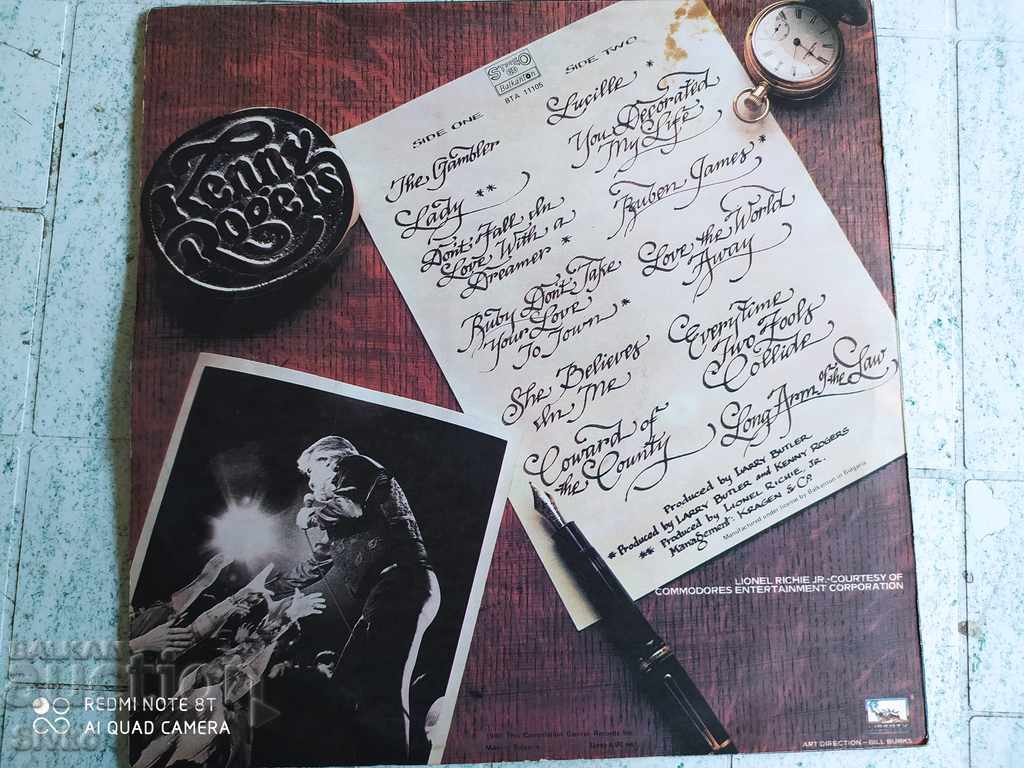 Kenny
Rogers
STEREO
Balkanton
BTA 11105
SIDE ONE
The Gambler
Lady **
Don't Fall In
Love With a
Dreamer *
Ruby Don't Take
Your Love
To Town *
She Believes
In Me
Coward of
the County
SIDE TWO
Lucille *
You Decorated
My Life
Reuben James *
Love the World
Away
Everytime
Two Fools
Collide
Long Arm of the Law
Produced by LARRY BUTLER
* Produced by LARRY BUTLER and KENNY ROGERS
** Produced by LIONEL RICHIE, JR.
Management: KRAGEN & CO.
Manufactured under license by Balkanton in Bulgaria
LIONEL RICHIE JR.-COURTESY OF
COMMODORES ENTERTAINMENT CORPORATION
ART DIRECTION – BILL BURKS
BALKAN
auction
REDMI NOTE 8T
AI QUAD CAMERA